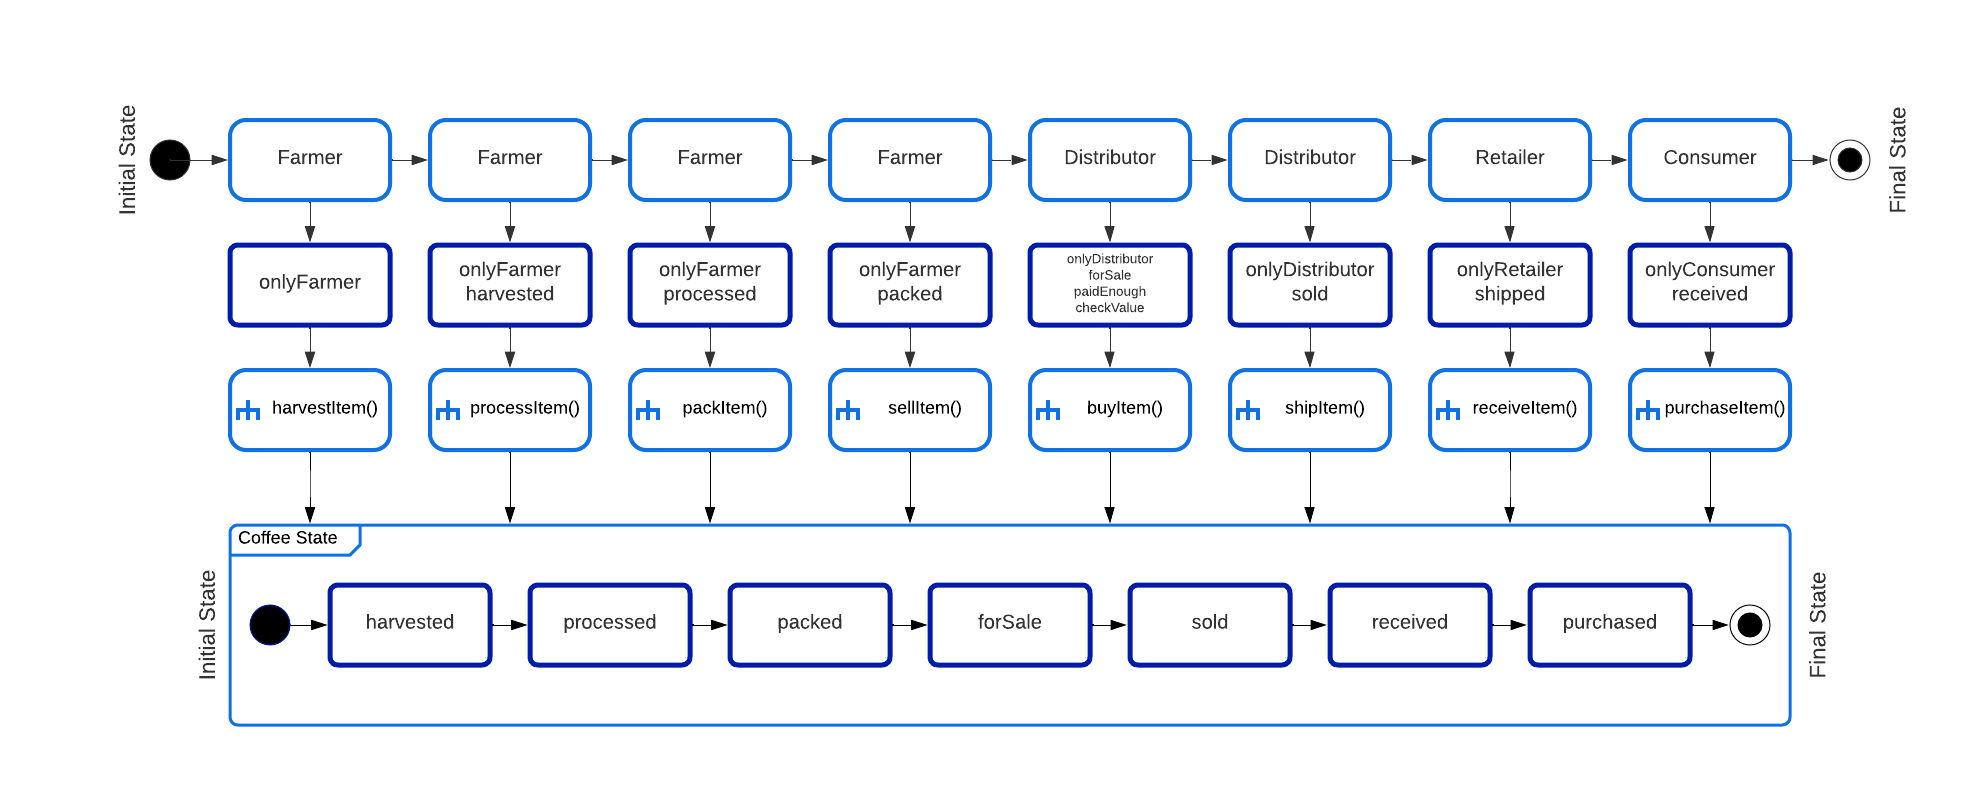 Initial State
Farmer
Farmer
Farmer
Farmer
Distributor
Distributor
Retailer
Consumer
Final State
onlyFarmer
onlyFarmer
harvested
onlyFarmer
processed
onlyFarmer
packed
onlyDistributor
forSale
paidEnough
checkValue
onlyDistributor
sold
onlyRetailer
shipped
onlyConsumer
received
harvestItem()
processItem()
packItem()
sellItem()
buyItem()
shipItem()
receiveItem()
purchaseItem()
Coffee State
Initial State
harvested
processed
packed
forSale
sold
received
purchased
Final State